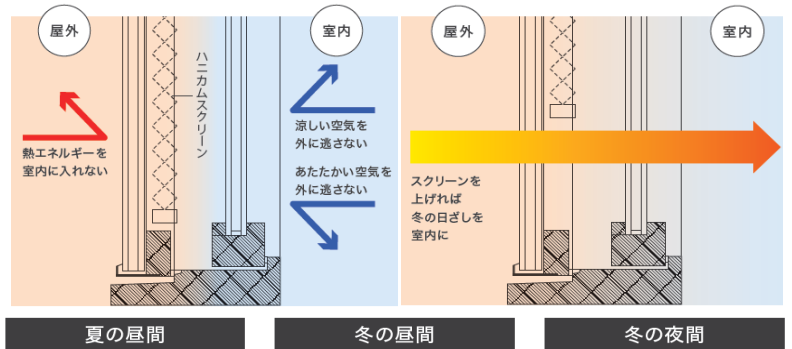 屋外
室内
ハニカムスクリーン
熱エネルギーを
室内に入れない
涼しい空気を
外に逃さない
あたたかい空気を
外に逃さない
屋外
室内
スクリーンを
上げれば
冬の日ざしを
室内に
夏の昼間
冬の昼間
冬の夜間